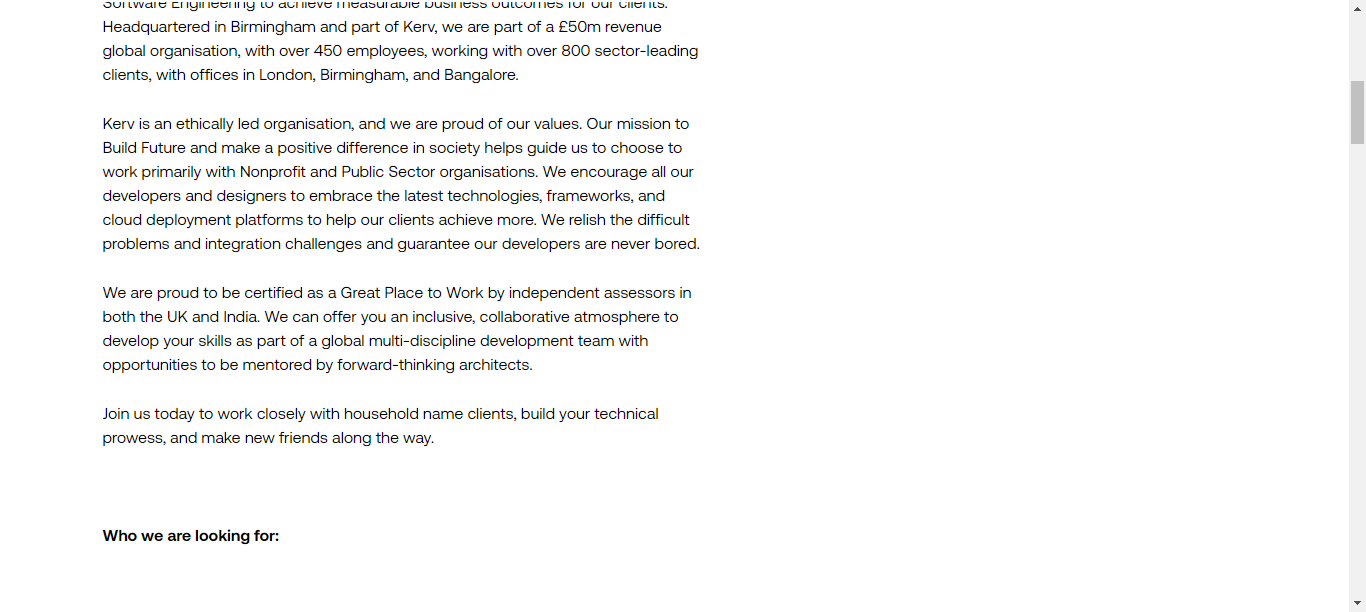 Software Engineering to achieve measurable business outcomes for our clients.
Headquartered in Birmingham and part of Kerv, we are part of a £50m revenue
global organisation, with over 450 employees, working with over 800 sector-leading
clients, with offices in London, Birmingham, and Bangalore.
Kerv is an ethically led organisation, and we are proud of our values. Our mission to
Build Future and make a positive difference in society helps guide us to choose to
work primarily with Nonprofit and Public Sector organisations. We encourage all our
developers and designers to embrace the latest technologies, frameworks, and
cloud deployment platforms to help our clients achieve more. We relish the difficult
problems and integration challenges and guarantee our developers are never bored.
We are proud to be certified as a Great Place to Work by independent assessors in
both the UK and India. We can offer you an inclusive, collaborative atmosphere to
develop your skills as part of a global multi-discipline development team with
opportunities to be mentored by forward-thinking architects.
Join us today to work closely with household name clients, build your technical
prowess, and make new friends along the way.
Who we are looking for: